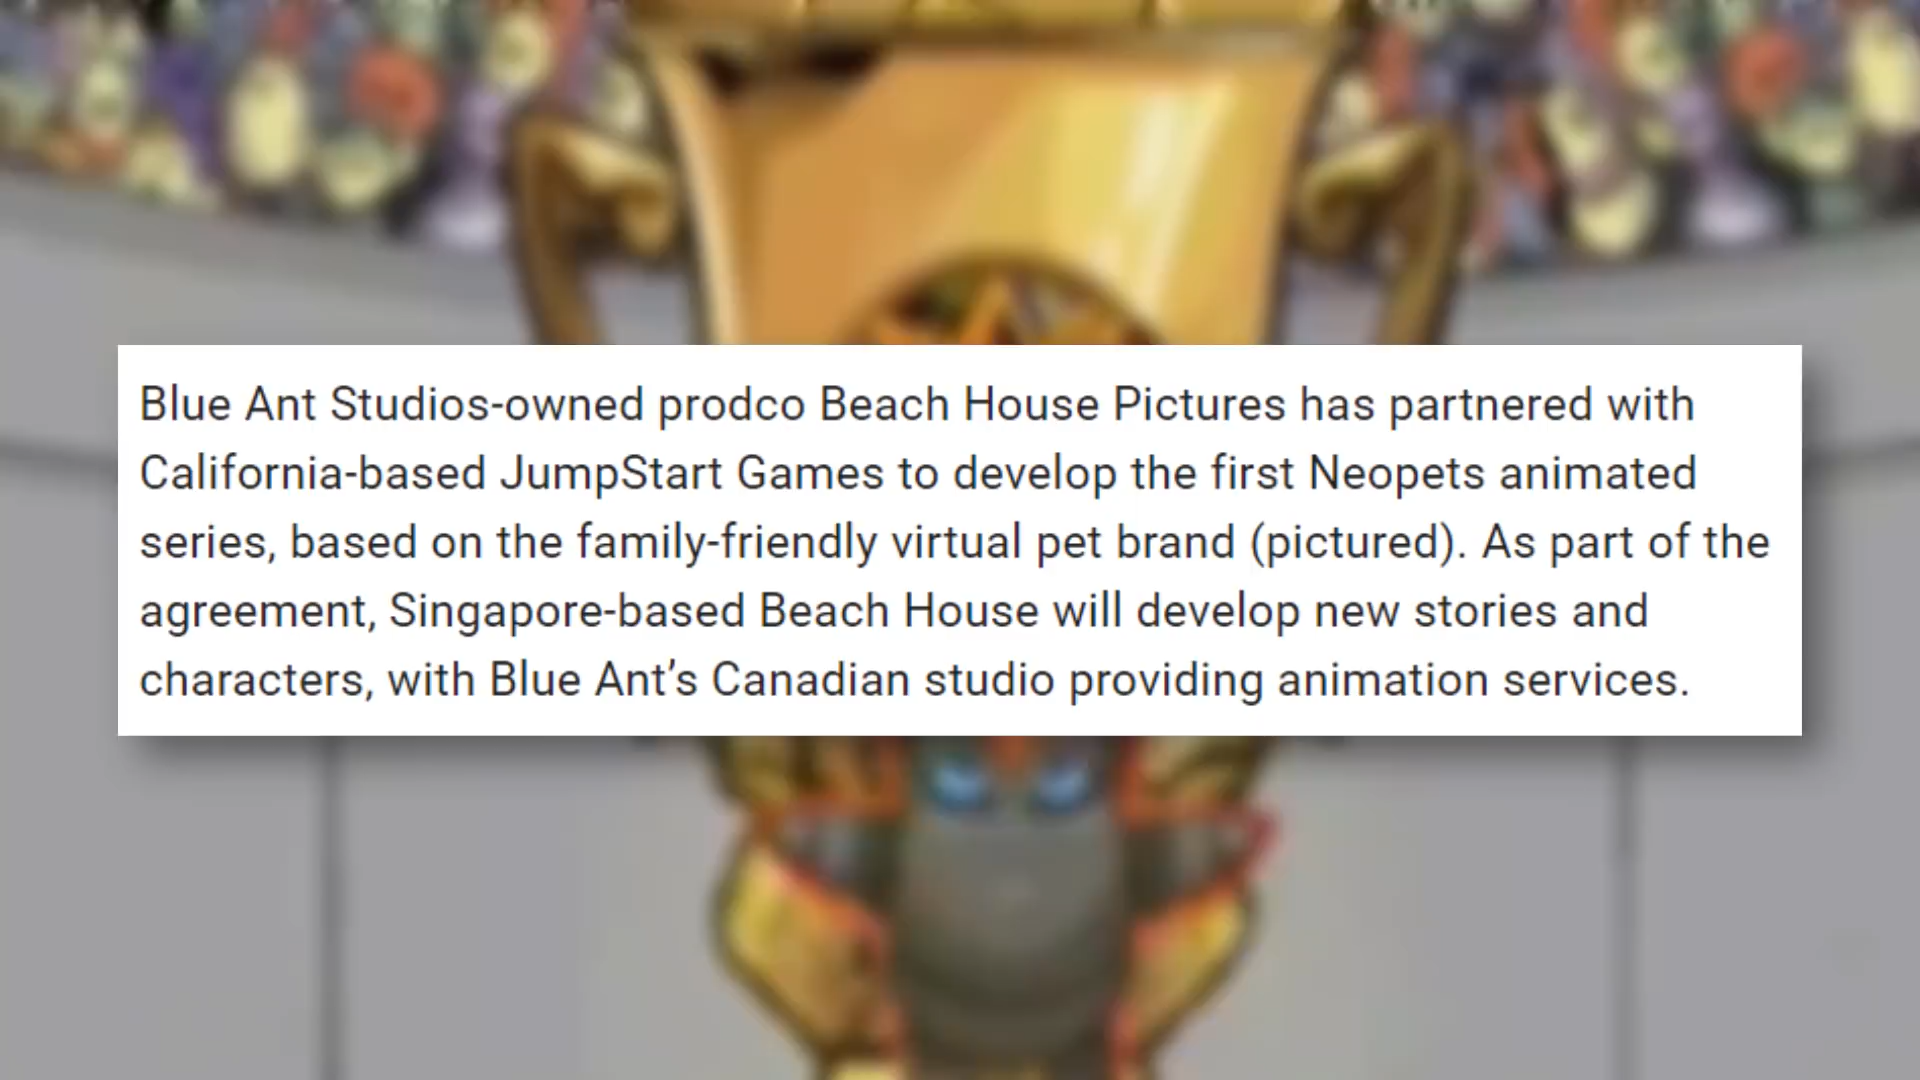 Blue Ant Studios-owned prodco Beach House Pictures has partnered with
California-based JumpStart Games to develop the first Neopets animated
series, based on the family-friendly virtual pet brand (pictured). As part of the
agreement, Singapore-based Beach House will develop new stories and
characters, with Blue Ant’s Canadian studio providing animation services.